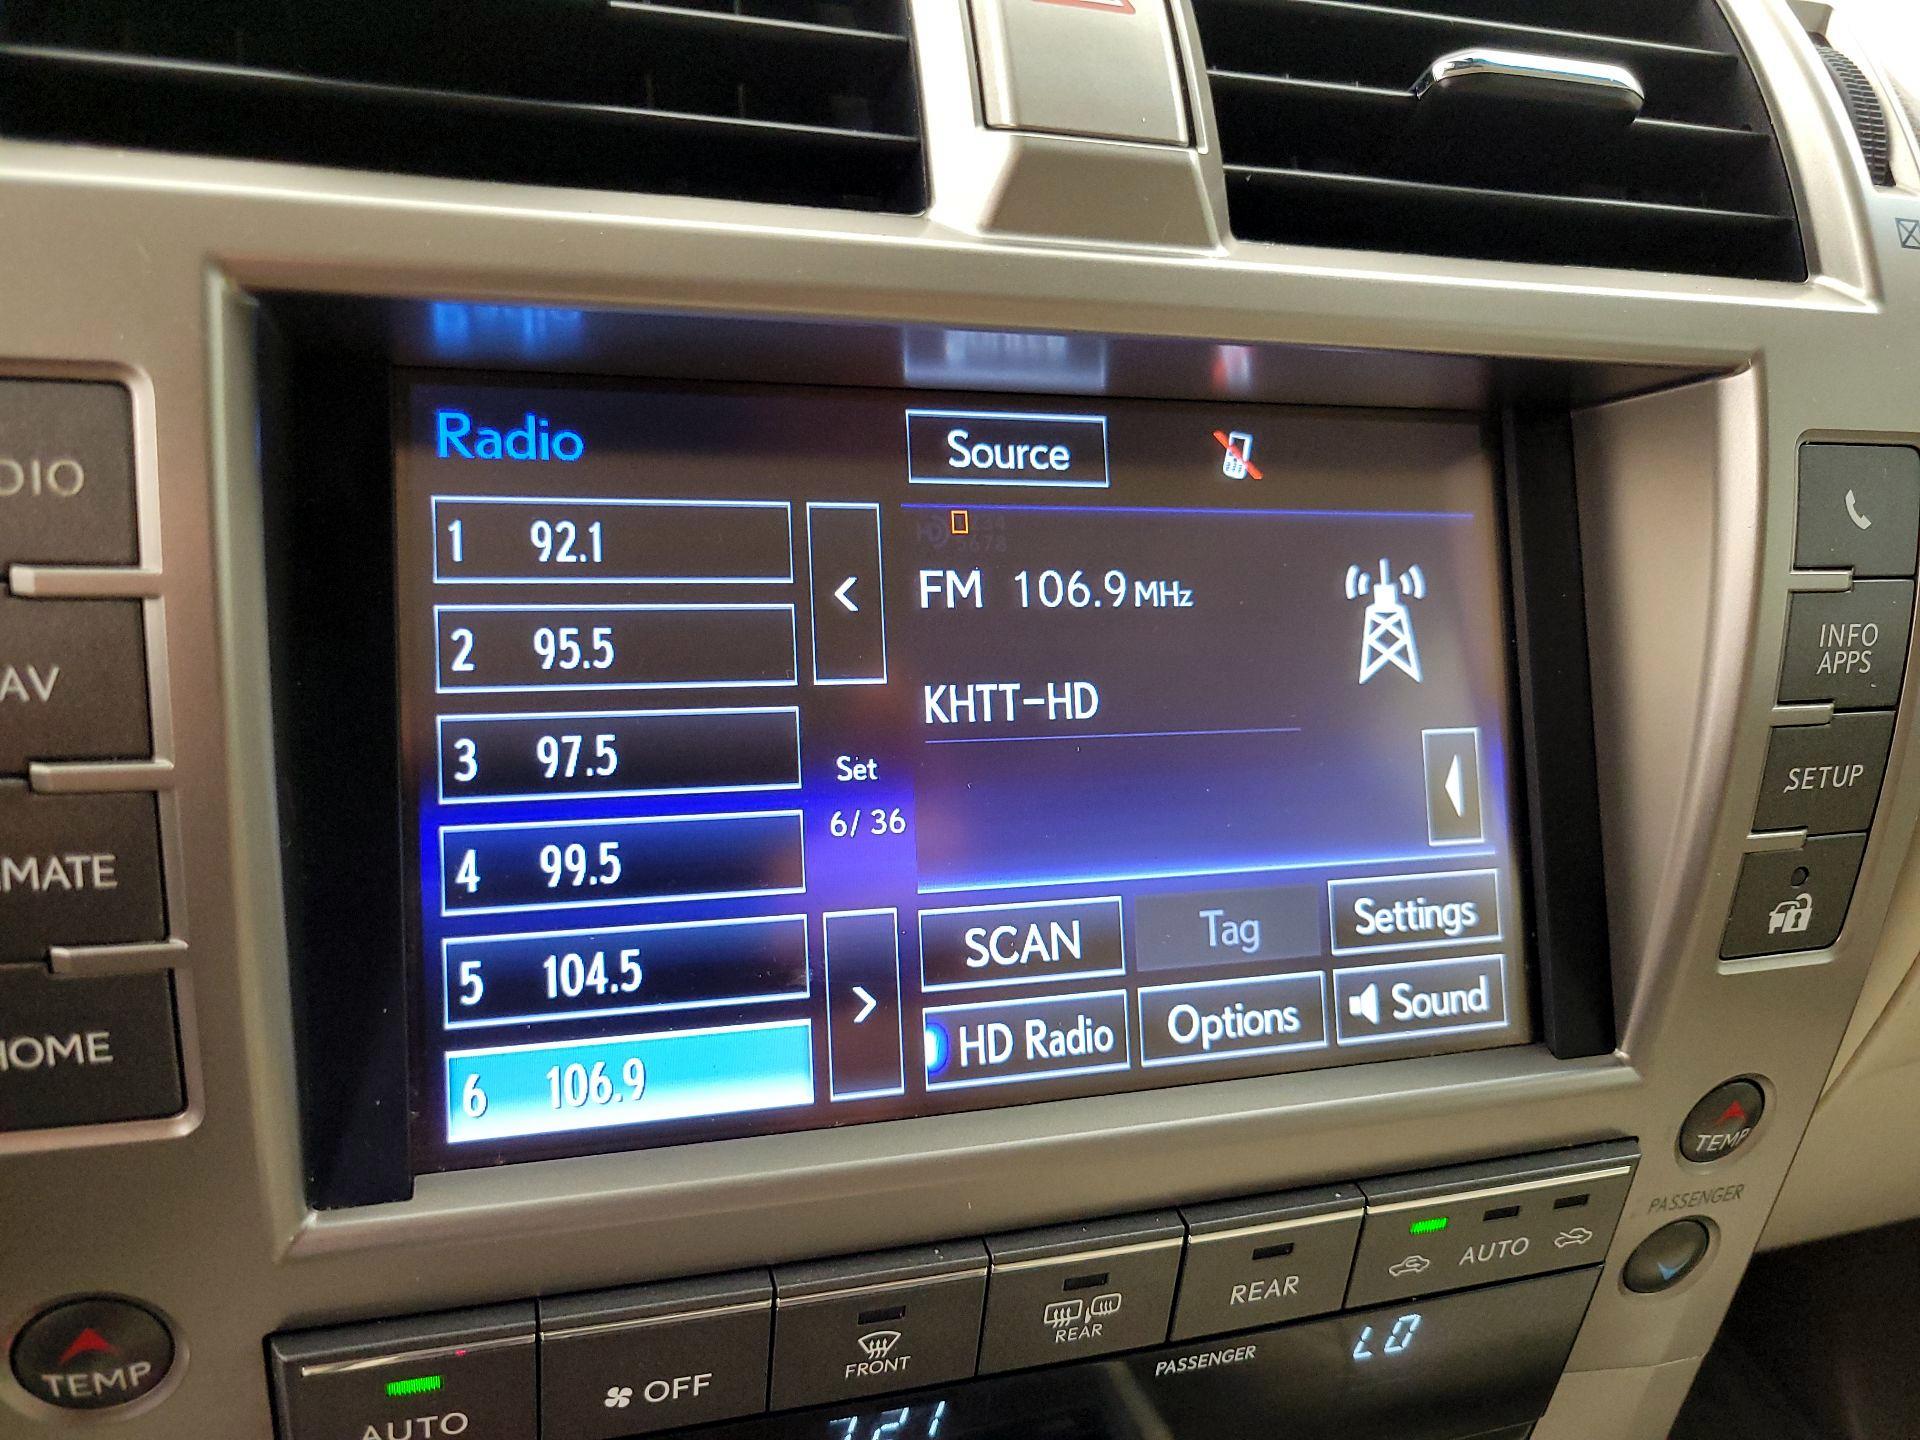 Radio
Source
1 92.1
2 95.5
3 97.5
4 99.5
5 104.5
6 106.9
<
Set
6/ 36
>
FM 106.9 MHz
KHTT-HD
SCAN
Tag
Settings
HD Radio
Options
Sound
DIO
AV
MATE
HOME
INFO
APPS
SETUP
TEMP
PASSENGER
TEMP
AUTO
OFF
FRONT
REAR
REAR
AUTO
PASSENGER
LO
7:21